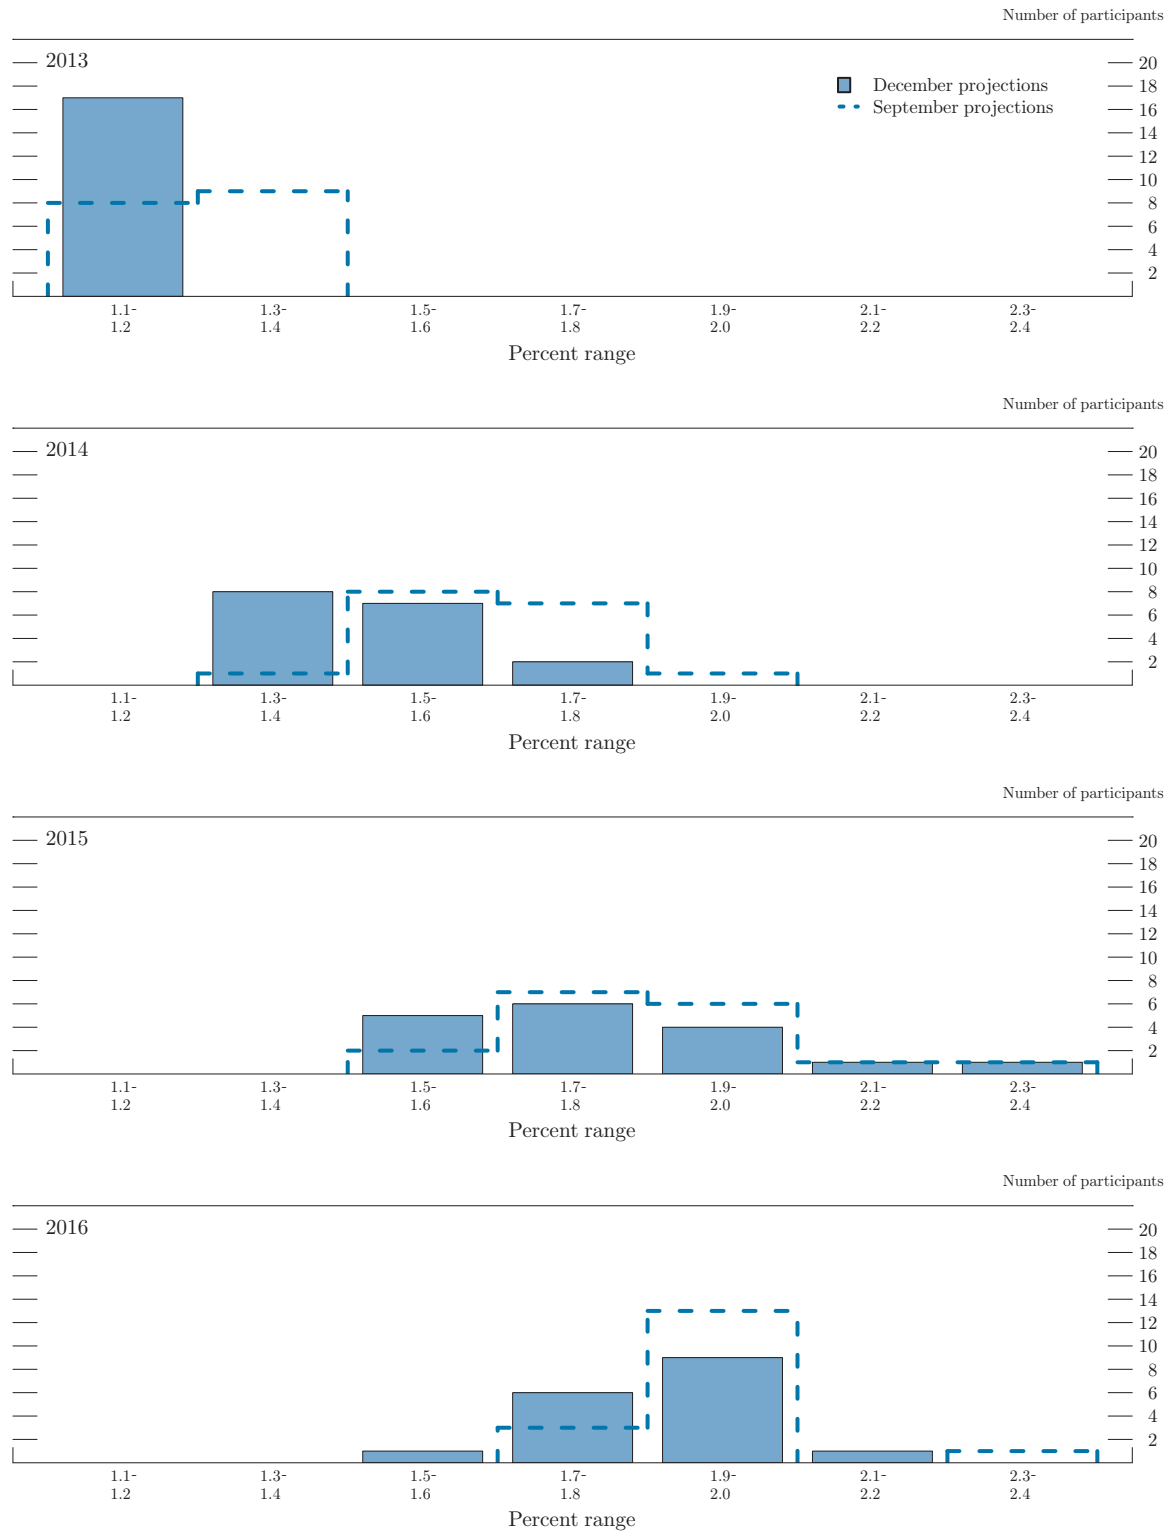 Number of participants
2013
20
18
December projections
16
September projections
14
12
10
8
6
4
2
1.1- 1.3- 1.5- 1.7- 1.9- 2.1- 2.3-
1.2 1.4 1.6 1.8 2.0 2.2 2.4
Percent range
Number of participants
2014
20
18
16
14
12
10
8
6
4
2
1.1- 1.3- 1.5- 1.7- 1.9- 2.1- 2.3-
1.2 1.4 1.6 1.8 2.0 2.2 2.4
Percent range
Number of participants
2015
20
18
16
14
12
10
8
6
4
2
1.1- 1.3- 1.5- 1.7- 1.9- 2.1- 2.3-
1.2 1.4 1.6 1.8 2.0 2.2 2.4
Percent range
Number of participants
2016
20
18
16
14
12
10
8
6
4
2
1.1- 1.3- 1.5- 1.7- 1.9- 2.1- 2.3-
1.2 1.4 1.6 1.8 2.0 2.2 2.4
Percent range